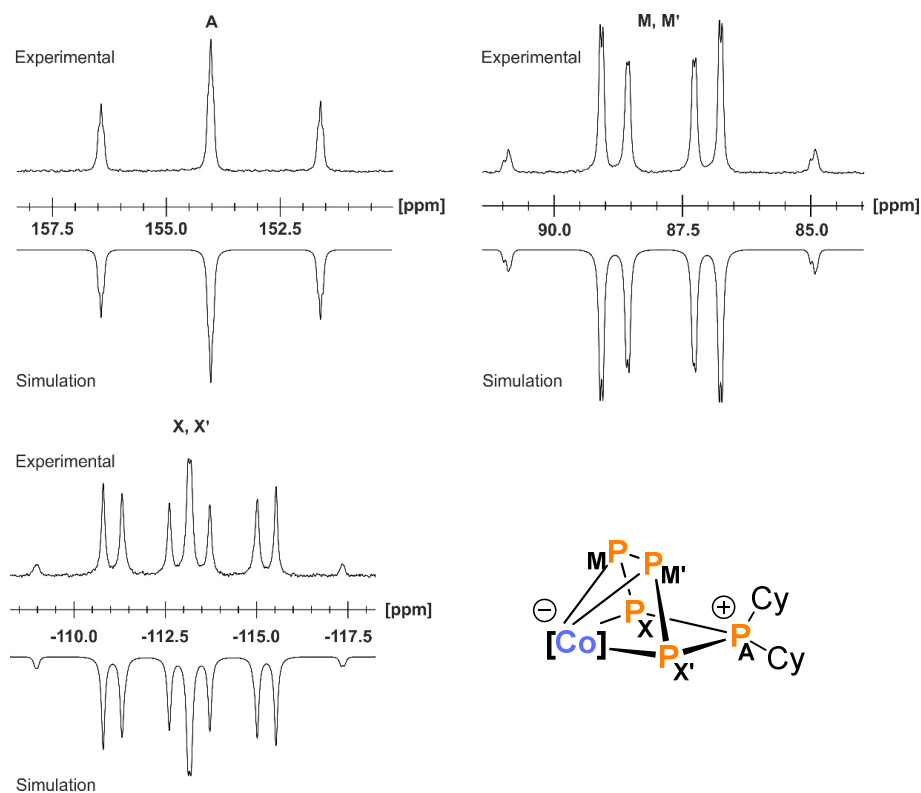 A
Experimental
[ppm]
157.5 155.0 152.5
Simulation
M, M'
Experimental
[ppm]
90.0 87.5 85.0
Simulation
X, X'
Experimental
[ppm]
-110.0 -112.5 -115.0 -117.5
Simulation
P P
M M'
− + Cy
P
X
[Co] P
A Cy
P
X'